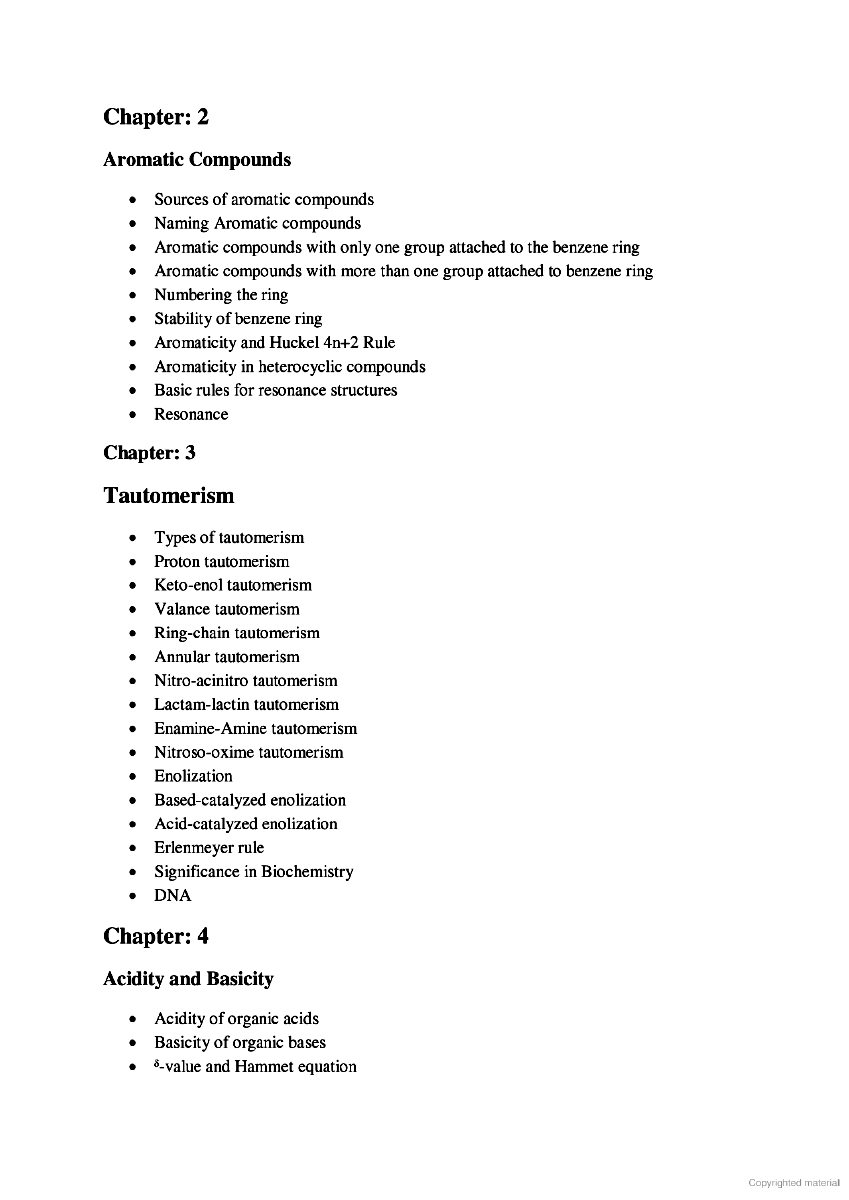 Chapter: 2
Aromatic Compounds
• Sources of aromatic compounds
• Naming Aromatic compounds
• Aromatic compounds with only one group attached to the benzene ring
• Aromatic compounds with more than one group attached to benzene ring
• Numbering the ring
• Stability of benzene ring
• Aromaticity and Huckel 4n+2 Rule
• Aromaticity in heterocyclic compounds
• Basic rules for resonance structures
• Resonance
Chapter: 3
Tautomerism
• Types of tautomerism
• Proton tautomerism
• Keto-enol tautomerism
• Valance tautomerism
• Ring-chain tautomerism
• Annular tautomerism
• Nitro-acinitro tautomerism
• Lactam-lactin tautomerism
• Enamine-Amine tautomerism
• Nitroso-oxime tautomerism
• Enolization
• Based-catalyzed enolization
• Acid-catalyzed enolization
• Erlenmeyer rule
• Significance in Biochemistry
• DNA
Chapter: 4
Acidity and Basicity
• Acidity of organic acids
• Basicity of organic bases
• δ-value and Hammet equation
Copyrighted material